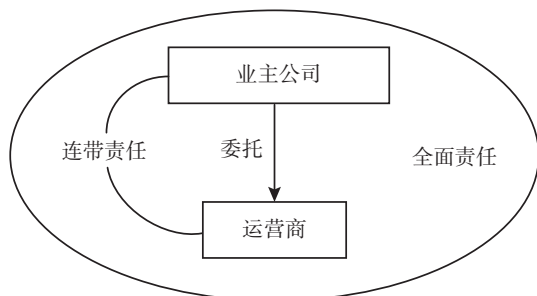 业主公司
连带责任
委托
全面责任
运营商